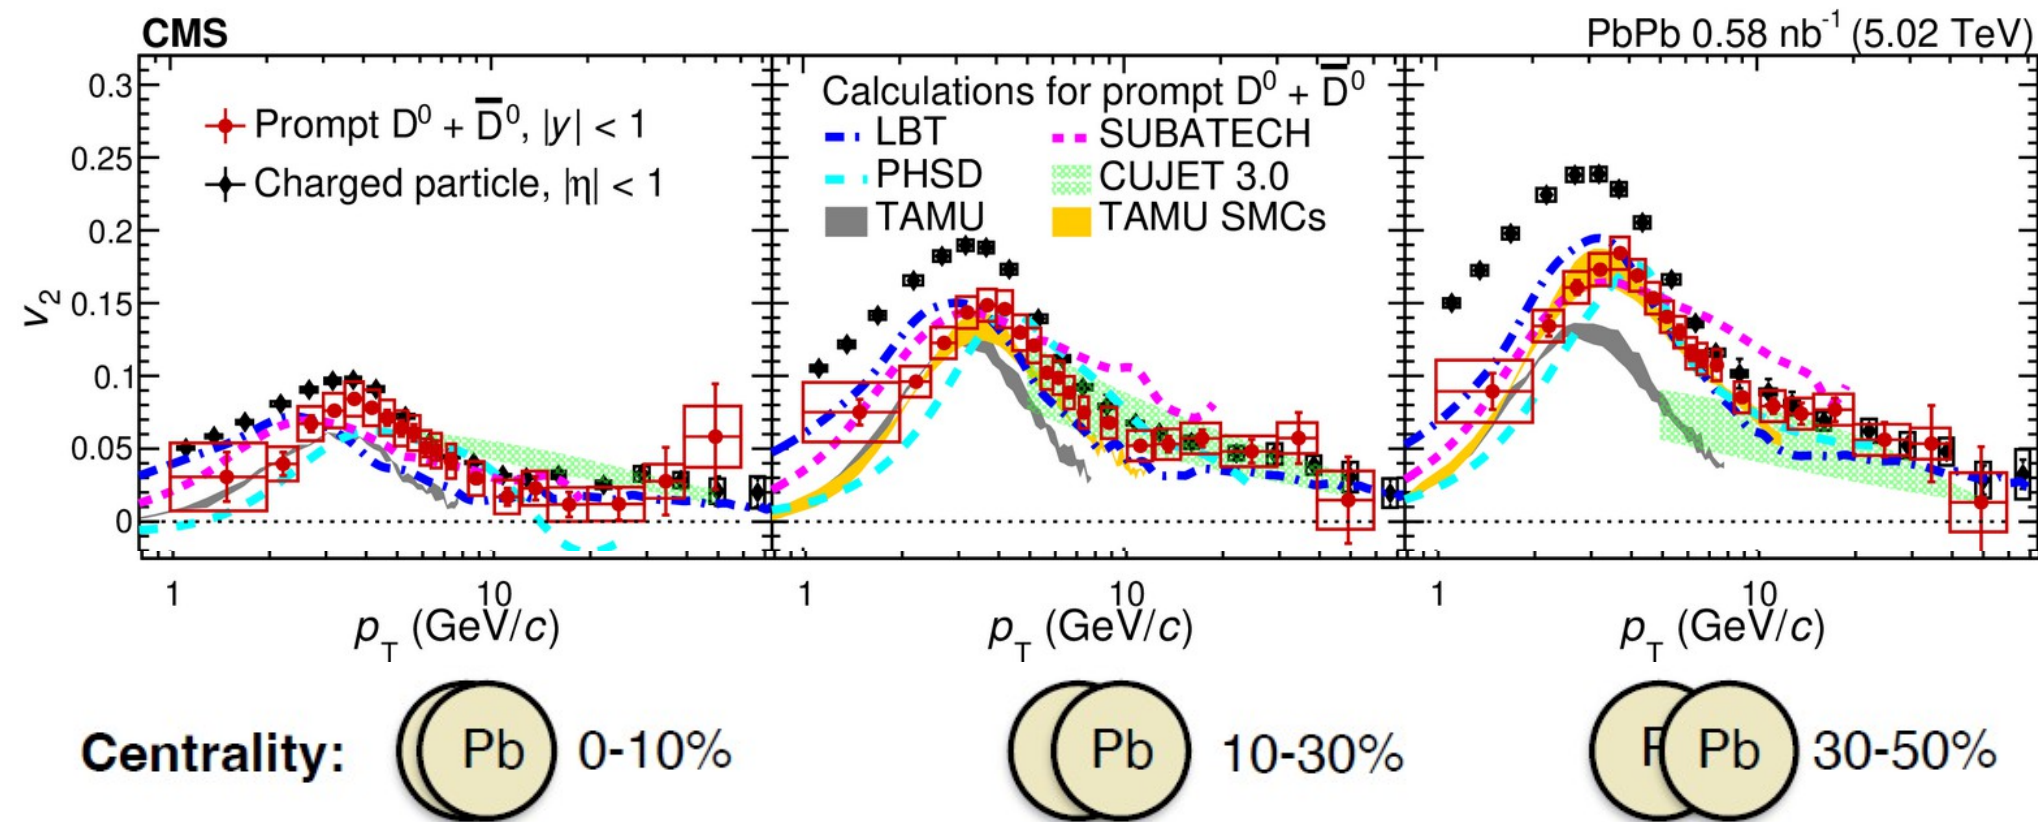 CMS
PbPb 0.58 nb⁻¹ (5.02 TeV)
v₂
0.3
0.25
0.2
0.15
0.1
0.05
0
Prompt D⁰ + D̅⁰, |y| < 1
Charged particle, |η| < 1
Calculations for prompt D⁰ + D̅⁰
LBT
SUBATECH
PHSD
CUJET 3.0
TAMU
TAMU SMCs
1 10
1 10
1 10
p_T (GeV/c)
p_T (GeV/c)
p_T (GeV/c)
Centrality:
Pb 0-10%
Pb 10-30%
Pb 30-50%